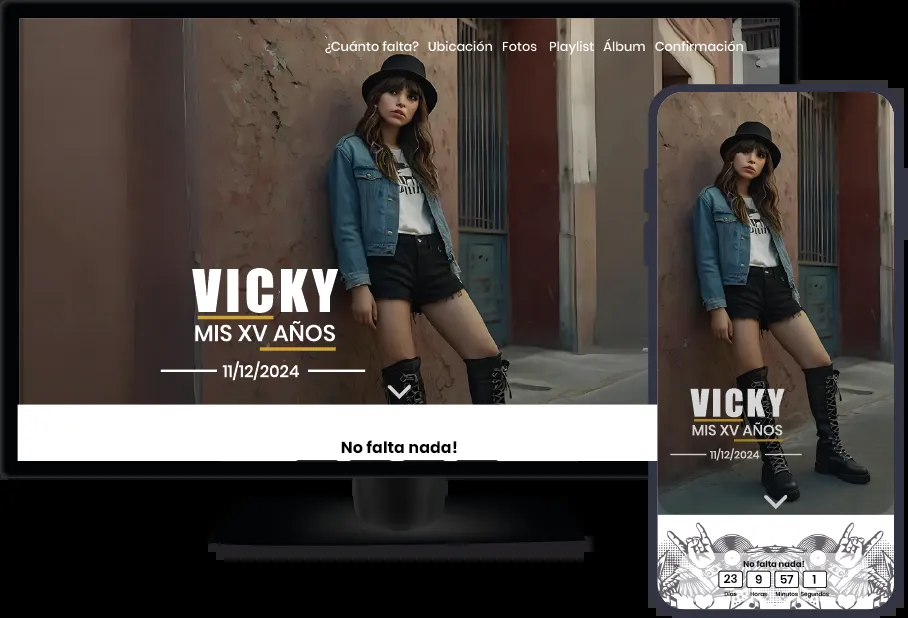 ¿Cuánto falta? Ubicación Fotos Playlist Álbum Confirmación
VICKY
MIS XV AÑOS
11/12/2024
No falta nada!
VICKY
MIS XV AÑOS
11/12/2024
No falta nada!
23 9 57 1
Días Horas Minutos Segundos